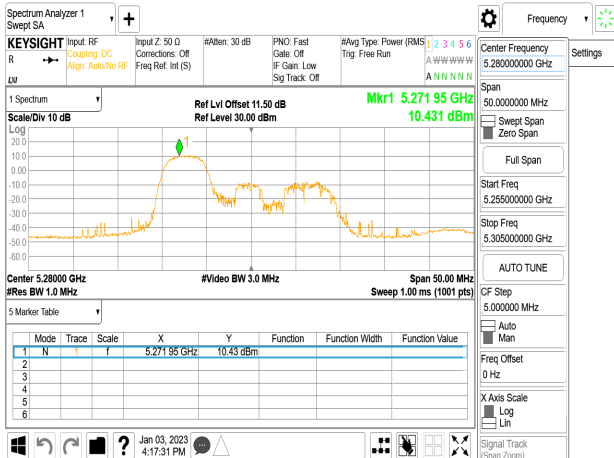 Spectrum Analyzer 1
Swept SA
▼
+
Frequency ▼
KEYSIGHT
R
LXI
Input: RF
Coupling: DC
Align: Auto/No RF
Input Z: 50 Ω
Corrections: Off
Freq Ref: Int (S)
#Atten: 30 dB
PNO: Fast
Gate: Off
IF Gain: Low
Sig Track: Off
#Avg Type: Power (RMS
Trig: Free Run
1 2 3 4 5 6
A W W W W W
A N N N N N
Center Frequency
5.280000000 GHz
Settings
Span
50.0000000 MHz
Swept Span
Zero Span
Full Span
Start Freq
5.255000000 GHz
Stop Freq
5.305000000 GHz
AUTO TUNE
CF Step
5.000000 MHz
Auto
Man
Freq Offset
0 Hz
X Axis Scale
Log
Lin
Signal Track
(Span Zoom)
1 Spectrum ▼
Scale/Div 10 dB
Ref Lvl Offset 11.50 dB
Ref Level 30.00 dBm
Mkr1 5.271 95 GHz
10.431 dBm
Log
1
20.0
10.0
0.00
-10.0
-20.0
-30.0
-40.0
-50.0
-60.0
Center 5.28000 GHz
#Res BW 1.0 MHz
#Video BW 3.0 MHz
Span 50.00 MHz
Sweep 1.00 ms (1001 pts)
5 Marker Table ▼
Mode Trace Scale X Y Function Function Width Function Value
1 N 1 f 5.271 95 GHz 10.43 dBm
2
3
4
5
6
?
Jan 03, 2023
4:17:31 PM